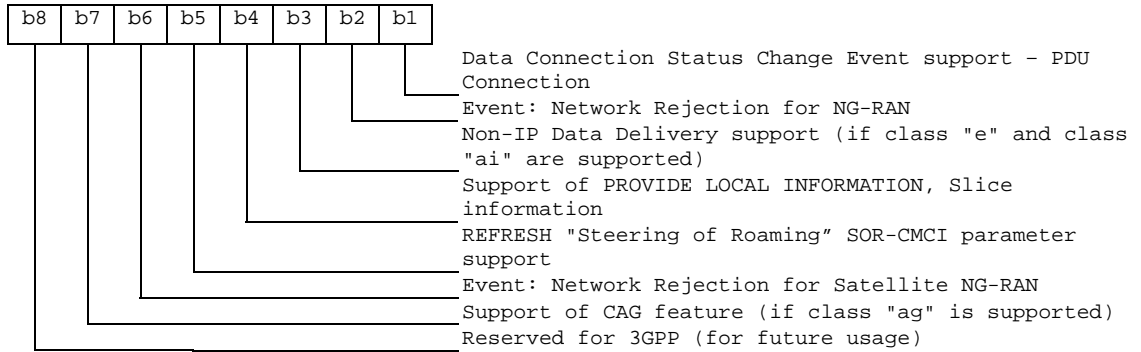 b8 b7 b6 b5 b4 b3 b2 b1
Data Connection Status Change Event support – PDU
Connection
Event: Network Rejection for NG-RAN
Non-IP Data Delivery support (if class "e" and class
"ai" are supported)
Support of PROVIDE LOCAL INFORMATION, Slice
information
REFRESH "Steering of Roaming” SOR-CMCI parameter
support
Event: Network Rejection for Satellite NG-RAN
Support of CAG feature (if class "ag" is supported)
Reserved for 3GPP (for future usage)